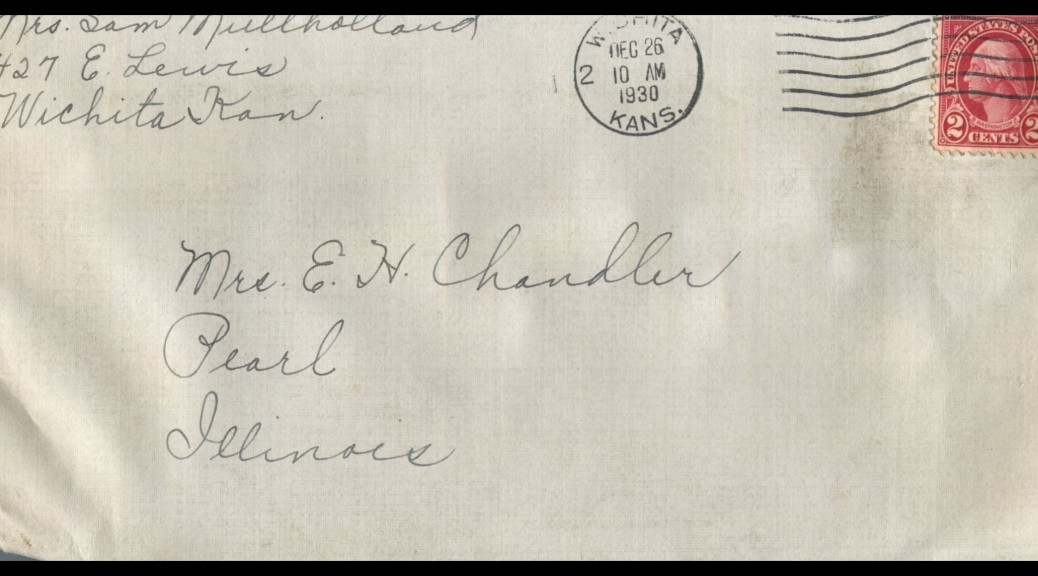 Mrs. Sam Mullholland
427 E. Lewis
Wichita Kan.
WICHITA
DEC 26
2 10 AM
1930
KANS.
UNITED STATES POS
2 CENTS 2
Mrs. E. H. Chandler
Pearl
Illinois